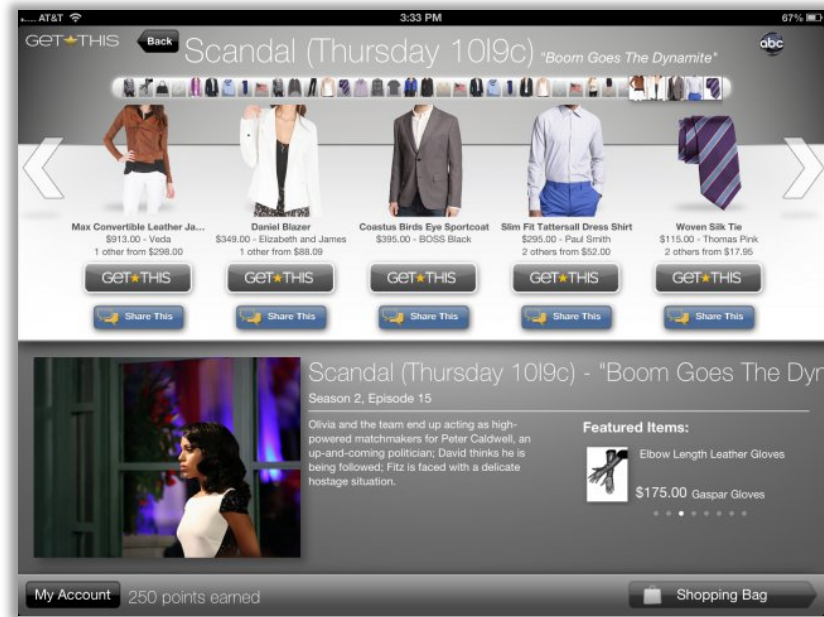 AT&T
3:33 PM
67%
GET THIS
Back
Scandal (Thursday 10|9c) "Boom Goes The Dynamite"
abc
Max Convertible Leather Ja...
$913.00 - Veda
1 other from $298.00
GET THIS
Share This
Daniel Blazer
$349.00 - Elizabeth and James
1 other from $88.09
GET THIS
Share This
Coastus Birds Eye Sportcoat
$395.00 - BOSS Black
GET THIS
Share This
Slim Fit Tattersall Dress Shirt
$295.00 - Paul Smith
2 others from $52.00
GET THIS
Share This
Woven Silk Tie
$115.00 - Thomas Pink
2 others from $17.95
GET THIS
Share This
Scandal (Thursday 10|9c) - "Boom Goes The Dyn
Season 2, Episode 15
Olivia and the team end up acting as high-
powered matchmakers for Peter Caldwell, an
up-and-coming politician; David thinks he is
being followed; Fitz is faced with a delicate
hostage situation.
Featured Items:
Elbow Length Leather Gloves
$175.00 Gaspar Gloves
My Account
250 points earned
Shopping Bag